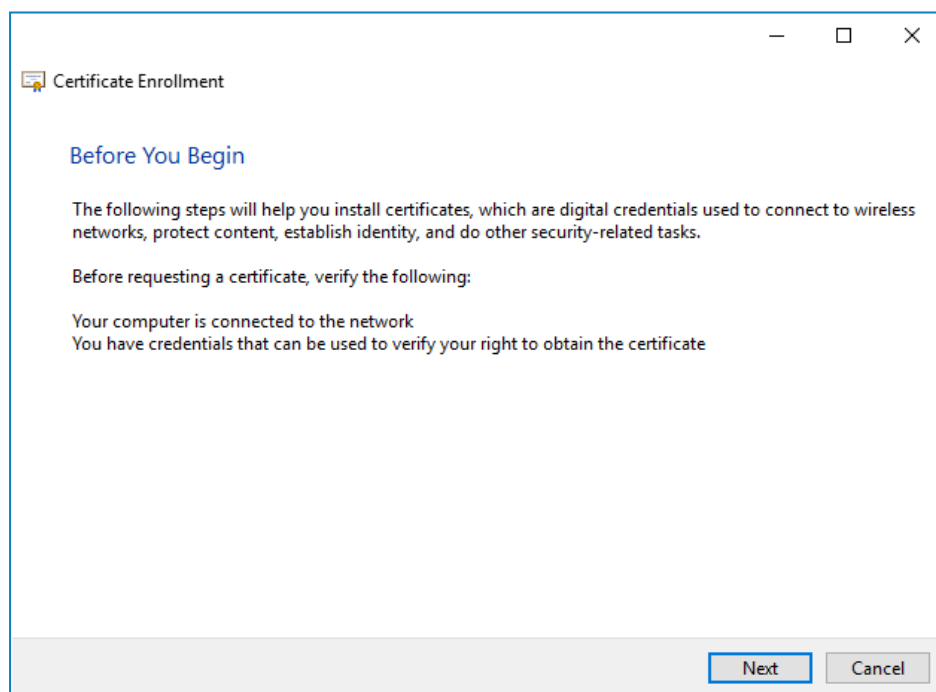 Certificate Enrollment
Before You Begin
The following steps will help you install certificates, which are digital credentials used to connect to wireless
networks, protect content, establish identity, and do other security-related tasks.
Before requesting a certificate, verify the following:
Your computer is connected to the network
You have credentials that can be used to verify your right to obtain the certificate
Next
Cancel